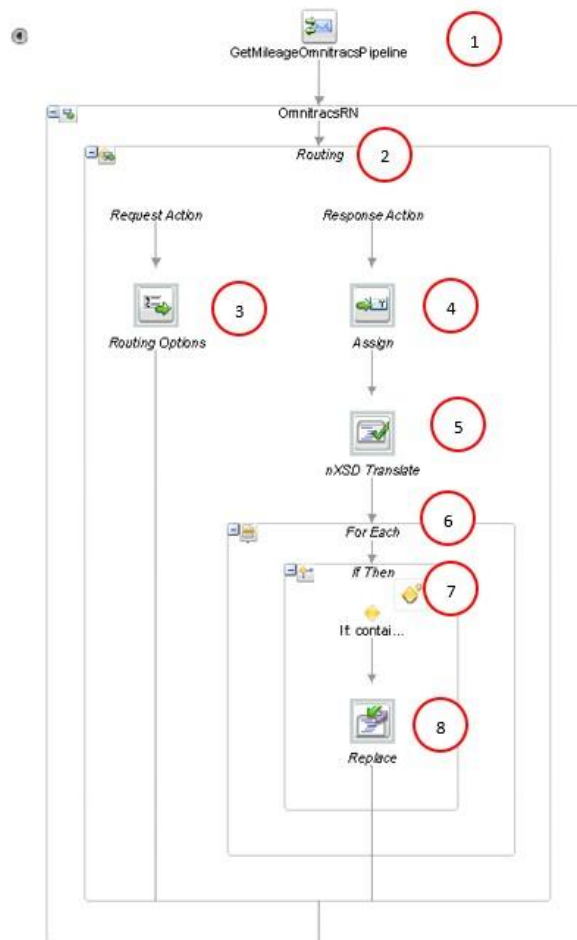 1
GetMileageOmnitracsPipeline
OmnitracsRN
Routing
2
Request Action
Response Action
3
4
Routing Options
Assign
5
nXSD Translate
6
For Each
7
If Then
If: contai...
8
Replace